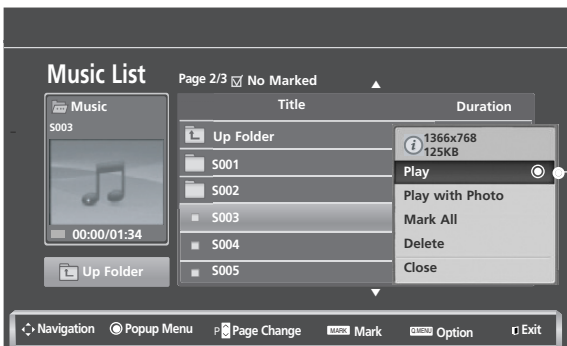 Music List
Page 2/3 No Marked
Music
S003
00:00/01:34
Up Folder
Title
Duration
Up Folder
S001
S002
S003
S004
S005
1366x768
125KB
Play
Play with Photo
Mark All
Delete
Close
Navigation
Popup Menu
P Page Change
MARK Mark
Q.MENU Option
Exit